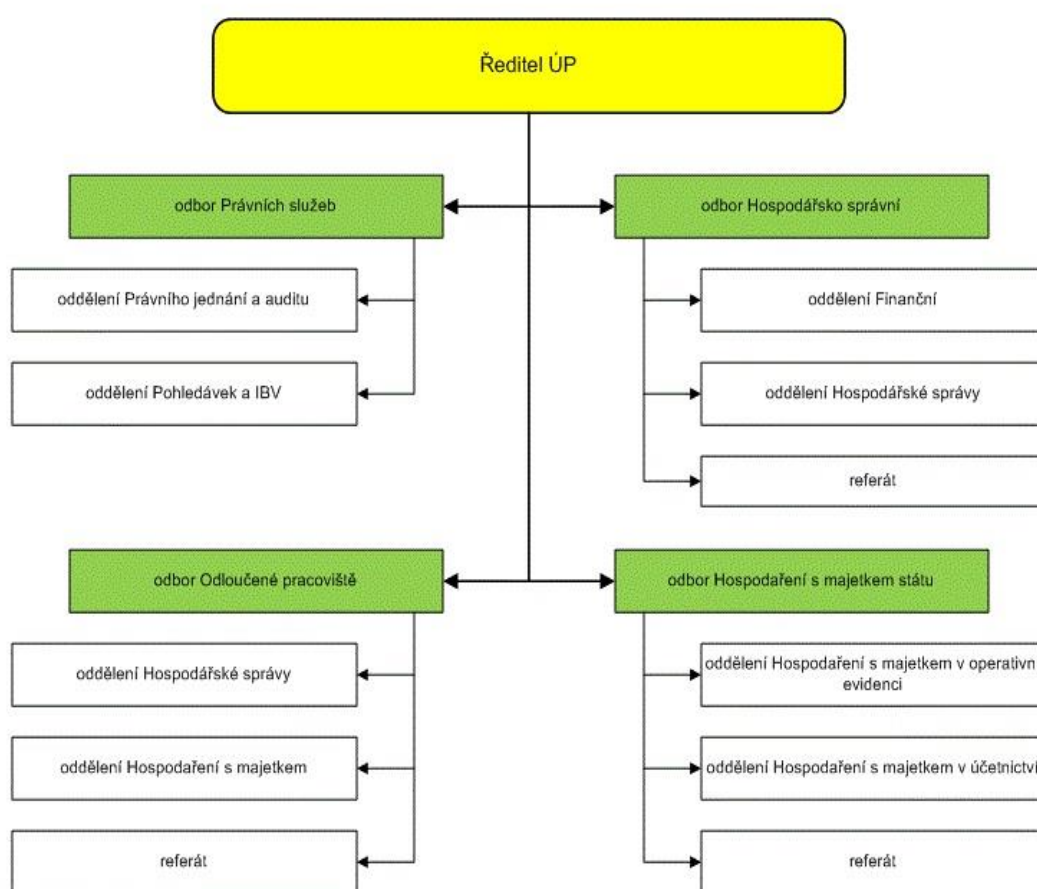 Ředitel ÚP
odbor Právních služeb
oddělení Právního jednání a auditu
oddělení Pohledávek a IBV
odbor Hospodářsko správní
oddělení Finanční
oddělení Hospodářské správy
referát
odbor Odloučené pracoviště
oddělení Hospodářské správy
oddělení Hospodaření s majetkem
referát
odbor Hospodaření s majetkem státu
oddělení Hospodaření s majetkem v operativn
evidenci
oddělení Hospodaření s majetkem v účetnictví
referát